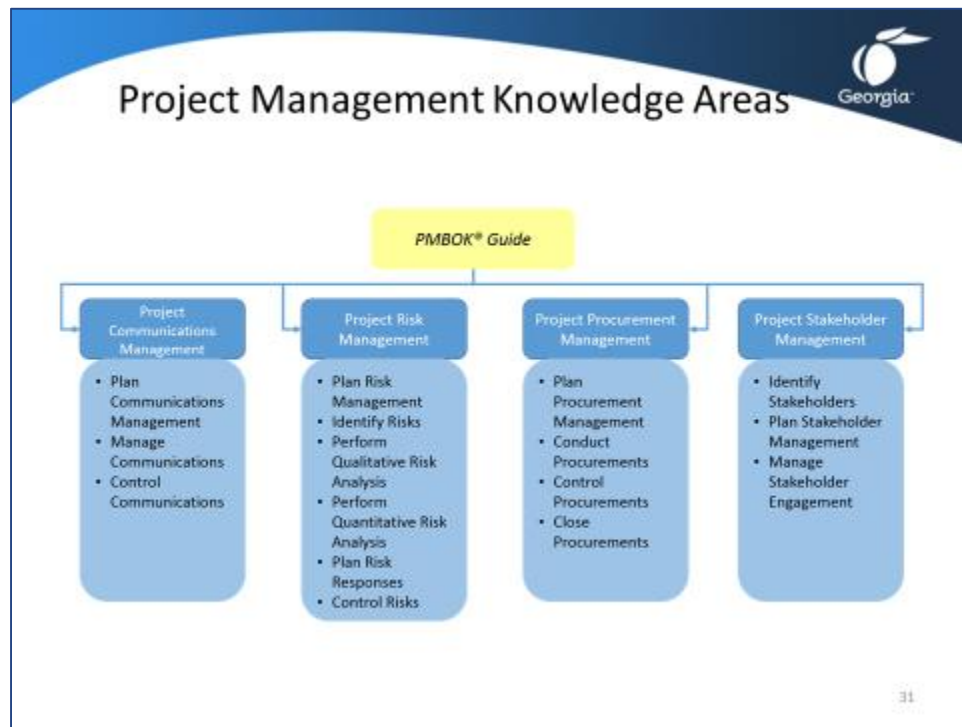 Project Management Knowledge Areas
Georgia
PMBOK® Guide
Project
Communications
Management
• Plan
Communications
Management
• Manage
Communications
• Control
Communications
Project Risk
Management
• Plan Risk
Management
• Identify Risks
• Perform
Qualitative Risk
Analysis
• Perform
Quantitative Risk
Analysis
• Plan Risk
Responses
• Control Risks
Project Procurement
Management
• Plan
Procurement
Management
• Conduct
Procurements
• Control
Procurements
• Close
Procurements
Project Stakeholder
Management
• Identify
Stakeholders
• Plan Stakeholder
Management
• Manage
Stakeholder
Engagement
31